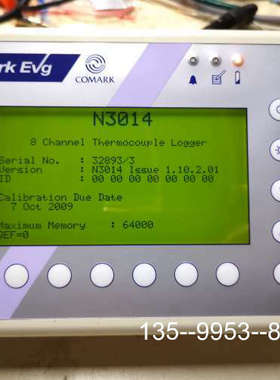 rk Evg
COMARK
N3014
8 Channel Thermocouple Logger
Serial No. : 32893/3
Version : N3014 Issue 1.10.2.01
ID : 00 00 00 00 00 00
Calibration Due Date
7 Oct 2009
Maximum Memory : 64000
REF=0
135--9953--8